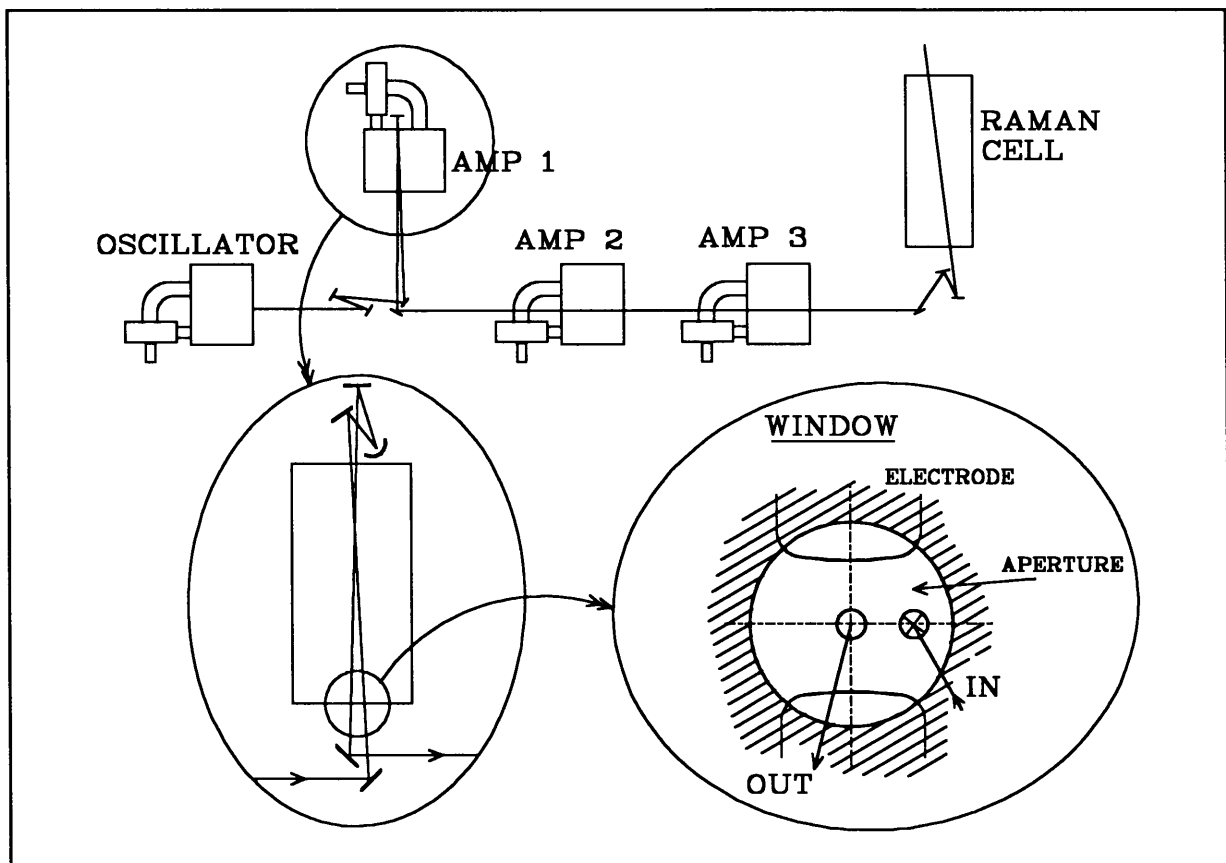 AMP 1
RAMAN
CELL
OSCILLATOR
AMP 2
AMP 3
WINDOW
ELECTRODE
APERTURE
IN
OUT